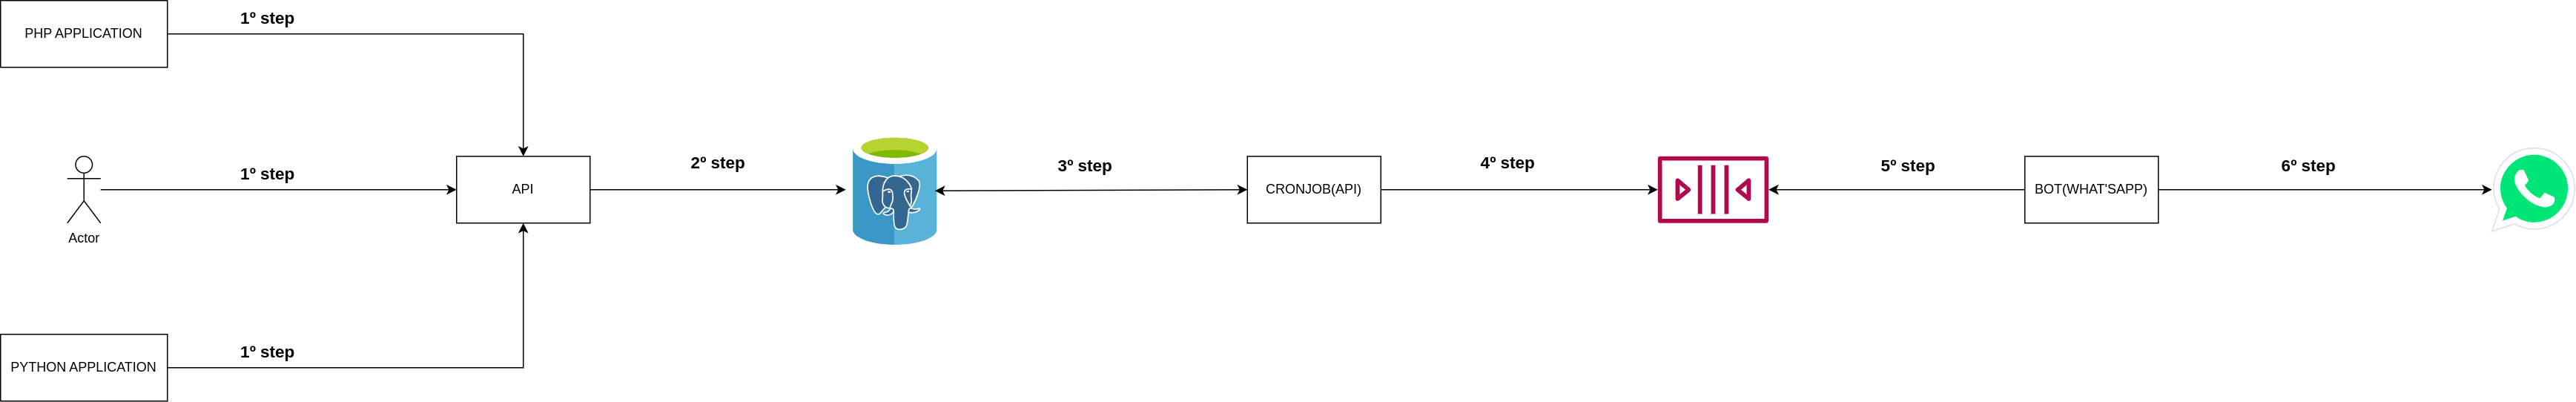 PHP APPLICATION
1º step
Actor
1º step
API
2º step
3º step
CRONJOB(API)
4º step
5º step
BOT(WHAT'SAPP)
6º step
PYTHON APPLICATION
1º step